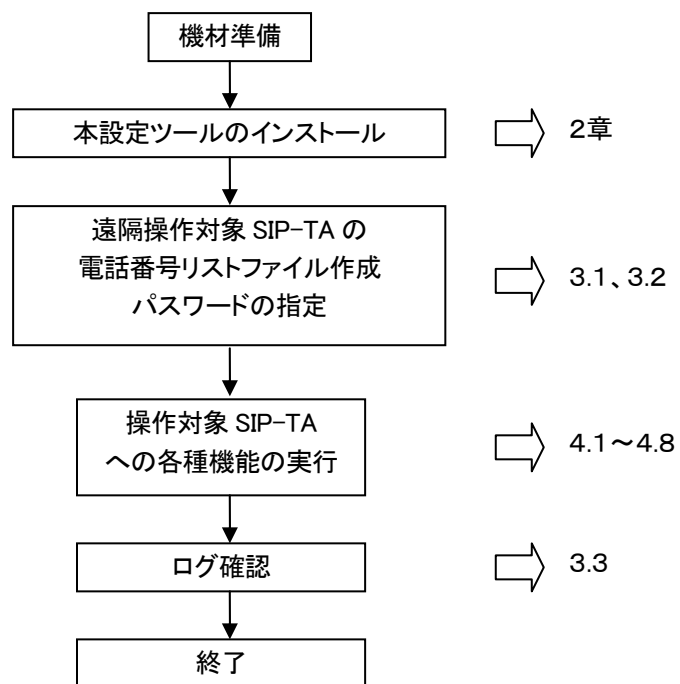 機材準備
本設定ツールのインストール
2章
遠隔操作対象 SIP-TA の
電話番号リストファイル作成
パスワードの指定
3.1、3.2
操作対象 SIP-TA
への各種機能の実行
4.1～4.8
ログ確認
3.3
終了